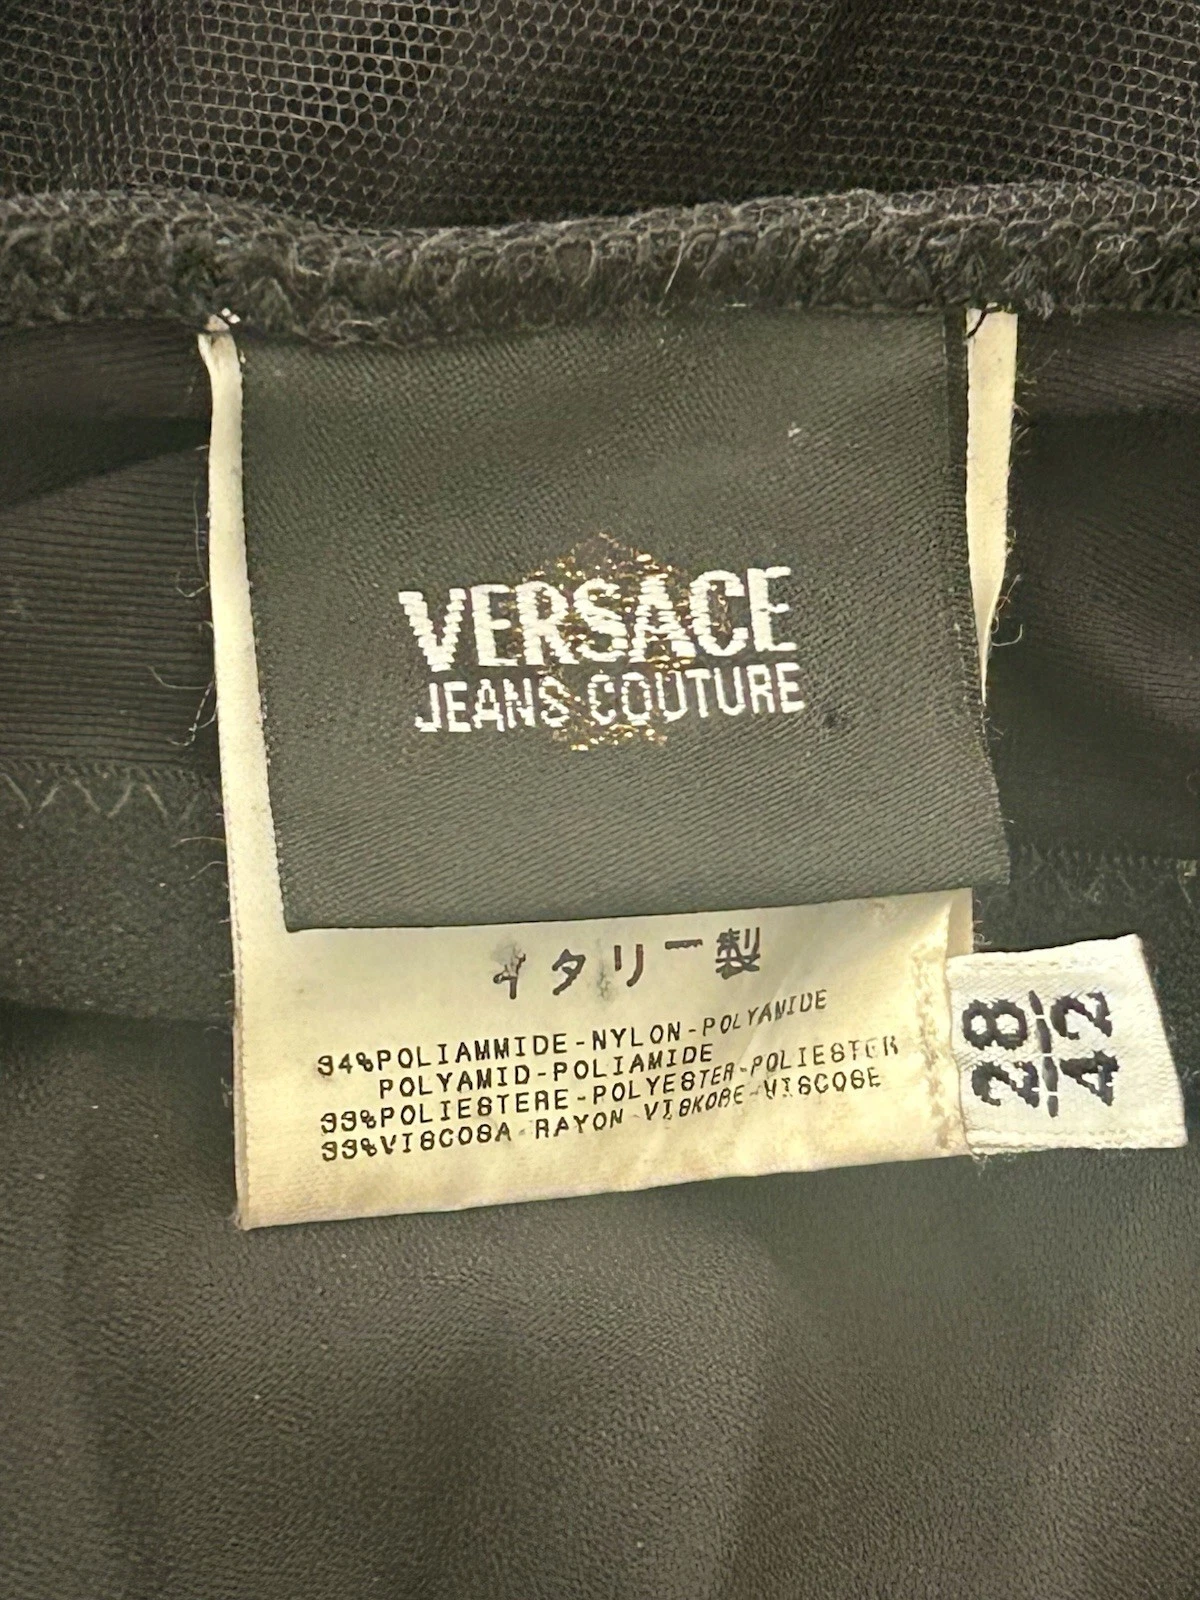 VERSACE
JEANS COUTURE
イタリー製
34%POLIAMMIDE-NYLON-POLYAMIDE
POLYAMID-POLIAMIDE
33%POLIESTERE-POLYESTER-POLIESTER
33%VISCOSA-RAYON-VISKOSE-VISCOSE
28
42